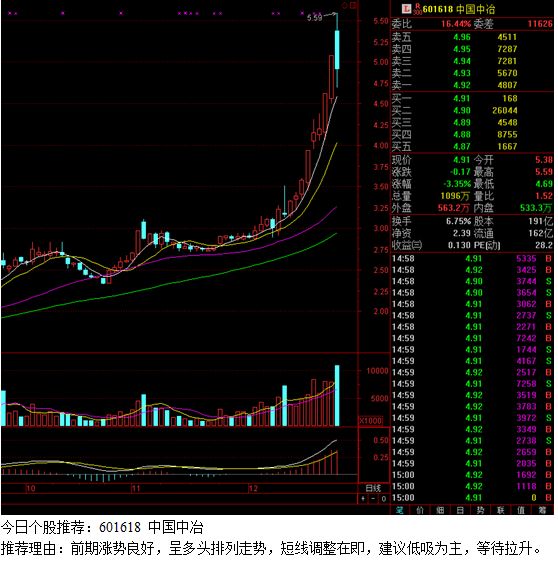 L R 300 601618 中国中冶
委比 16.44% 委差 11626
卖五 4.96 4511
卖四 4.95 7287
卖三 4.94 7281
卖二 4.93 5670
卖一 4.92 4807
买一 4.91 168
买二 4.90 26044
买三 4.89 4548
买四 4.88 8755
买五 4.87 1667
现价 4.91 今开 5.38
涨跌 -0.17 最高 5.59
涨幅 -3.35% 最低 4.69
总量 1096万 量比 1.52
外盘 563.2万 内盘 533.3万
换手 6.75% 股本 191亿
净资 2.39 流通 162亿
收益㈢ 0.130 PE(动) 28.2
14:58 4.91 5335 B
14:58 4.92 3425 B
14:58 4.90 3744 S
14:58 4.90 3654 S
14:58 4.91 3062 B
14:58 4.91 2737 S
14:58 4.91 2271 B
14:59 4.91 7242 B
14:59 4.91 1744 S
14:59 4.91 4167 S
14:59 4.92 2517 B
14:59 4.91 7258 S
14:59 4.92 3519 B
14:59 4.92 3783 B
14:59 4.91 3972 S
14:59 4.92 3349 B
14:59 4.91 2738 S
14:59 4.92 2659 B
14:59 4.91 2035 B
15:00 4.92 1692 B
15:00 4.92 1118 B
15:00 4.91 0 B
笔 价 细 日 势 联 值 筹
5.59
5.50
5.25
5.00
4.75
4.50
4.25
4.00
3.75
3.50
3.25
3.00
2.75
2.50
2.25
2.00
10000
5000
X1000
0.50
0.25
10 11 12 日线
+ - 0
今日个股推荐：601618 中国中冶
推荐理由：前期涨势良好，呈多头排列走势，短线调整在即，建议低吸为主，等待拉升。